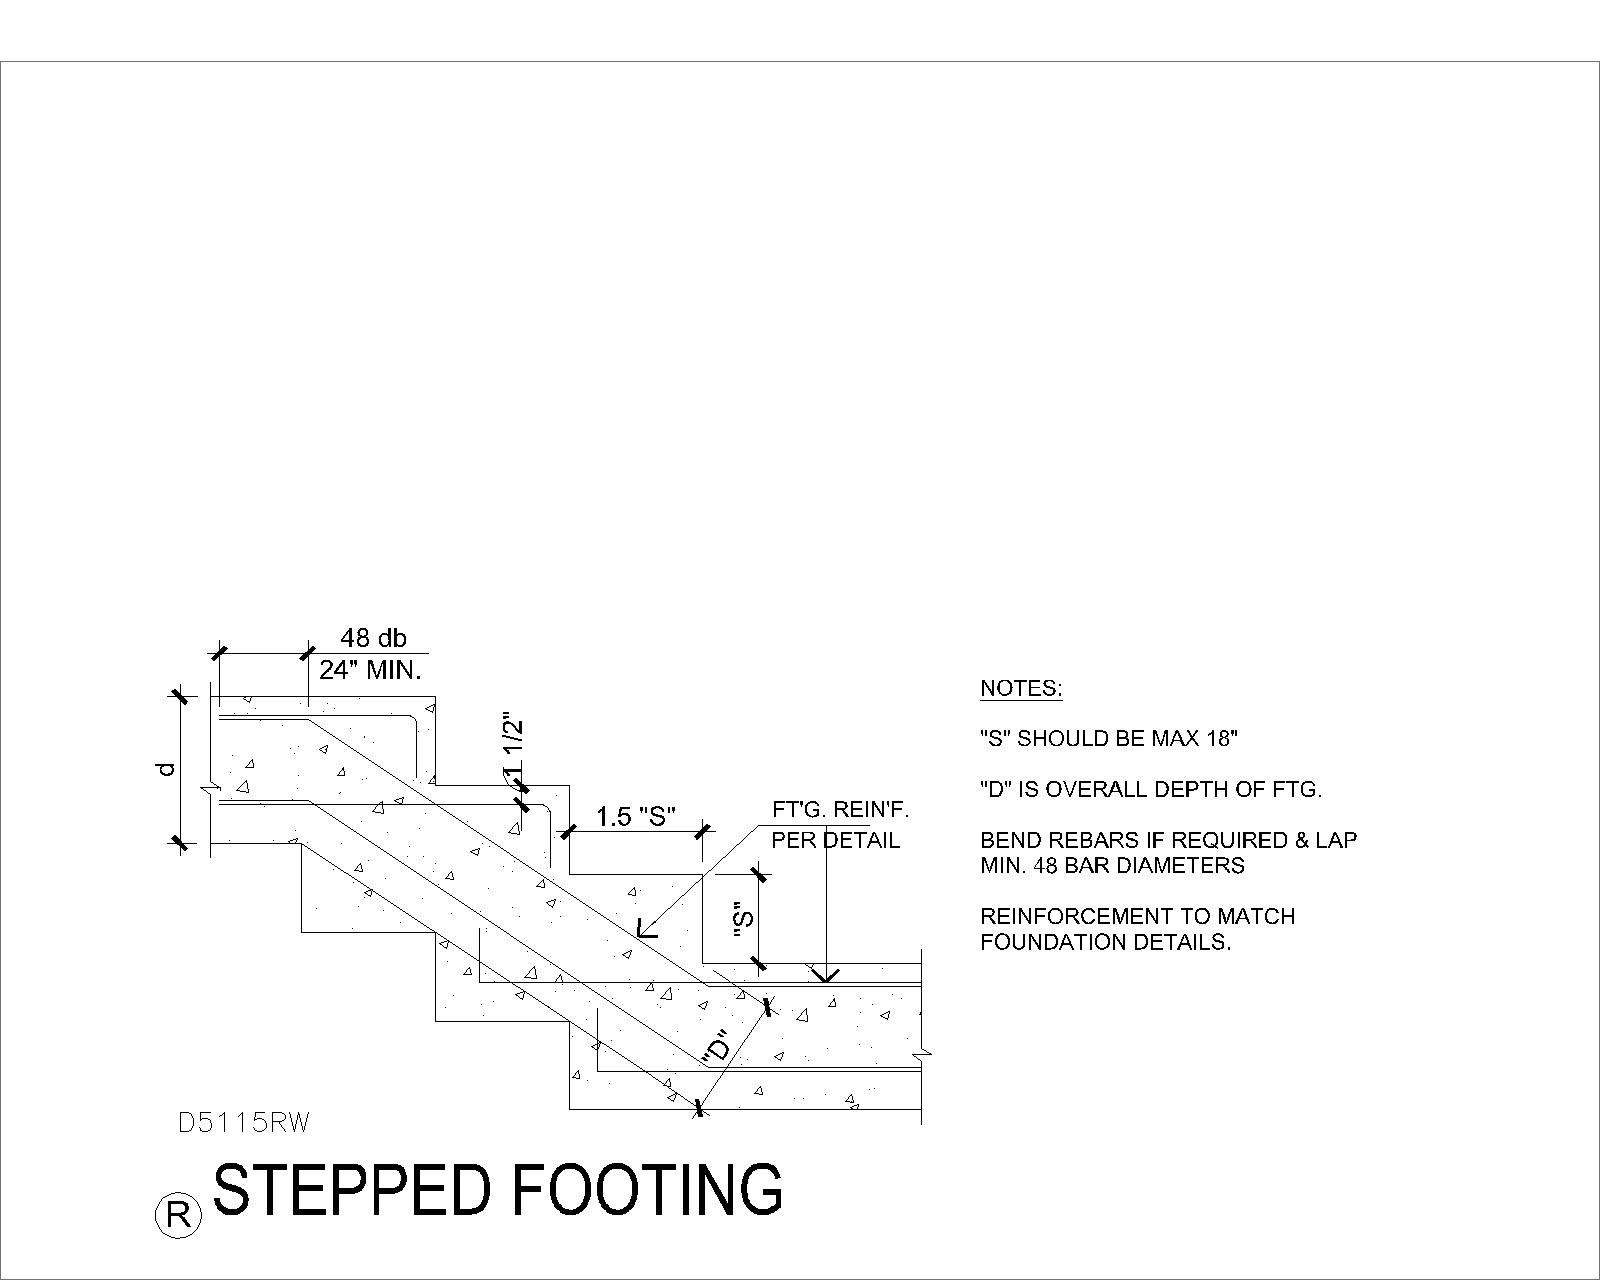 48 db
24" MIN.
d
1 1/2"
1.5 "S"
FT'G. REIN'F.
PER DETAIL
"S"
"D"
NOTES:
"S" SHOULD BE MAX 18"
"D" IS OVERALL DEPTH OF FTG.
BEND REBARS IF REQUIRED & LAP
MIN. 48 BAR DIAMETERS
REINFORCEMENT TO MATCH
FOUNDATION DETAILS.
D5115RW
R
STEPPED FOOTING